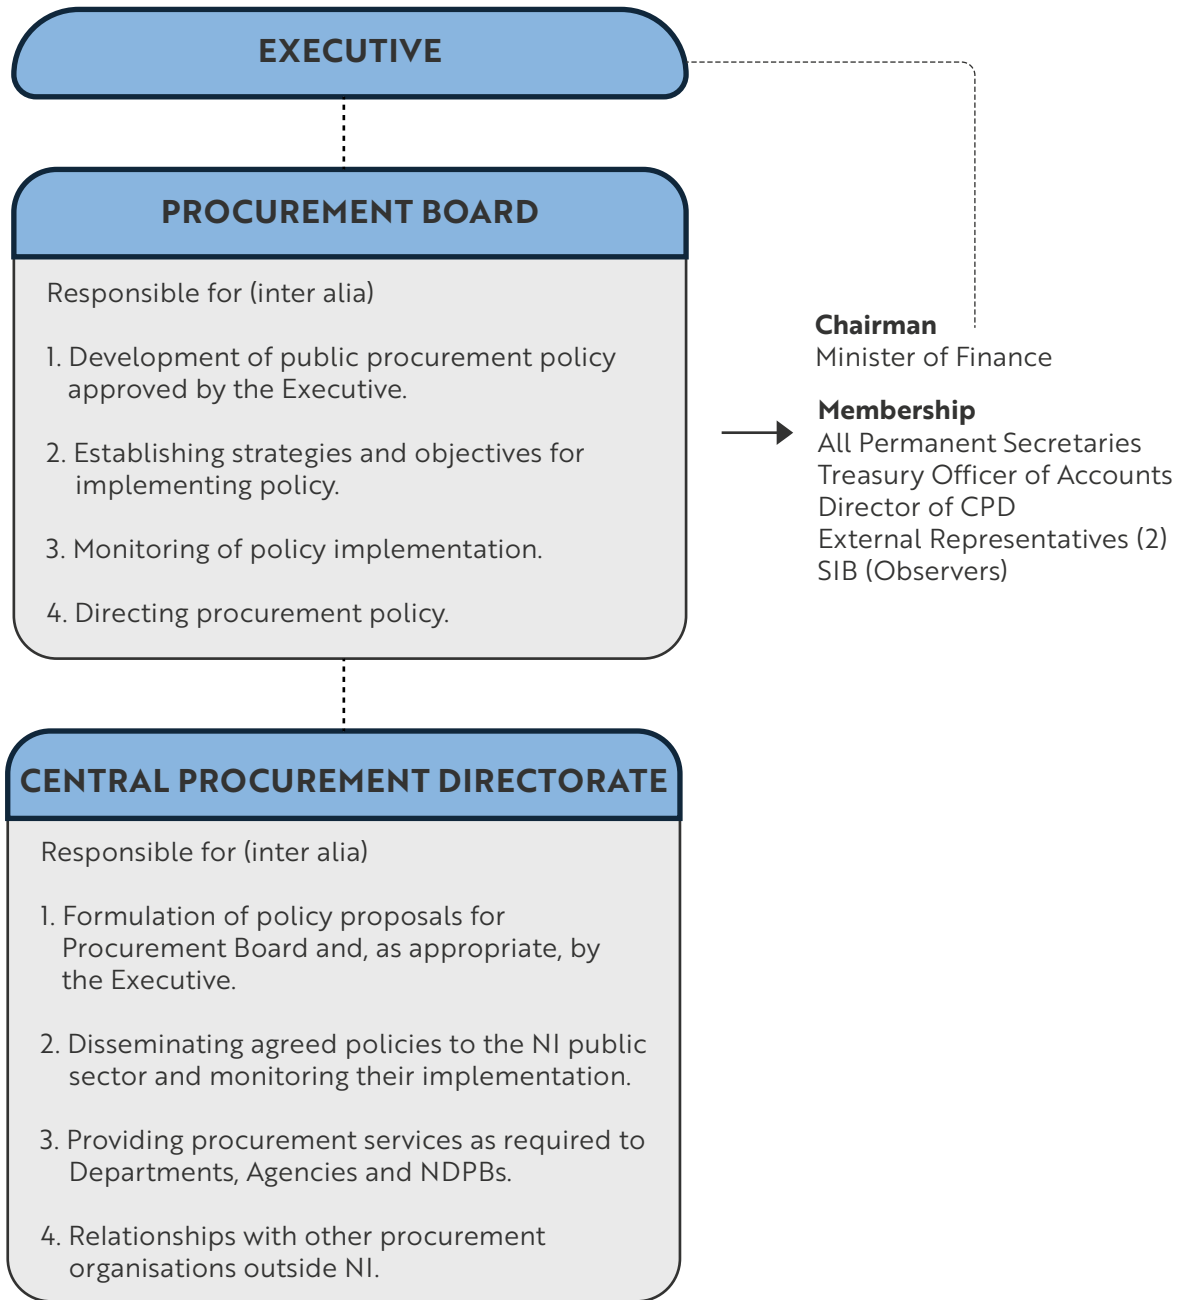 EXECUTIVE
PROCUREMENT BOARD
Responsible for (inter alia)
1. Development of public procurement policy
approved by the Executive.
2. Establishing strategies and objectives for
implementing policy.
3. Monitoring of policy implementation.
4. Directing procurement policy.
Chairman
Minister of Finance
Membership
All Permanent Secretaries
Treasury Officer of Accounts
Director of CPD
External Representatives (2)
SIB (Observers)
CENTRAL PROCUREMENT DIRECTORATE
Responsible for (inter alia)
1. Formulation of policy proposals for
Procurement Board and, as appropriate, by
the Executive.
2. Disseminating agreed policies to the NI public
sector and monitoring their implementation.
3. Providing procurement services as required to
Departments, Agencies and NDPBs.
4. Relationships with other procurement
organisations outside NI.